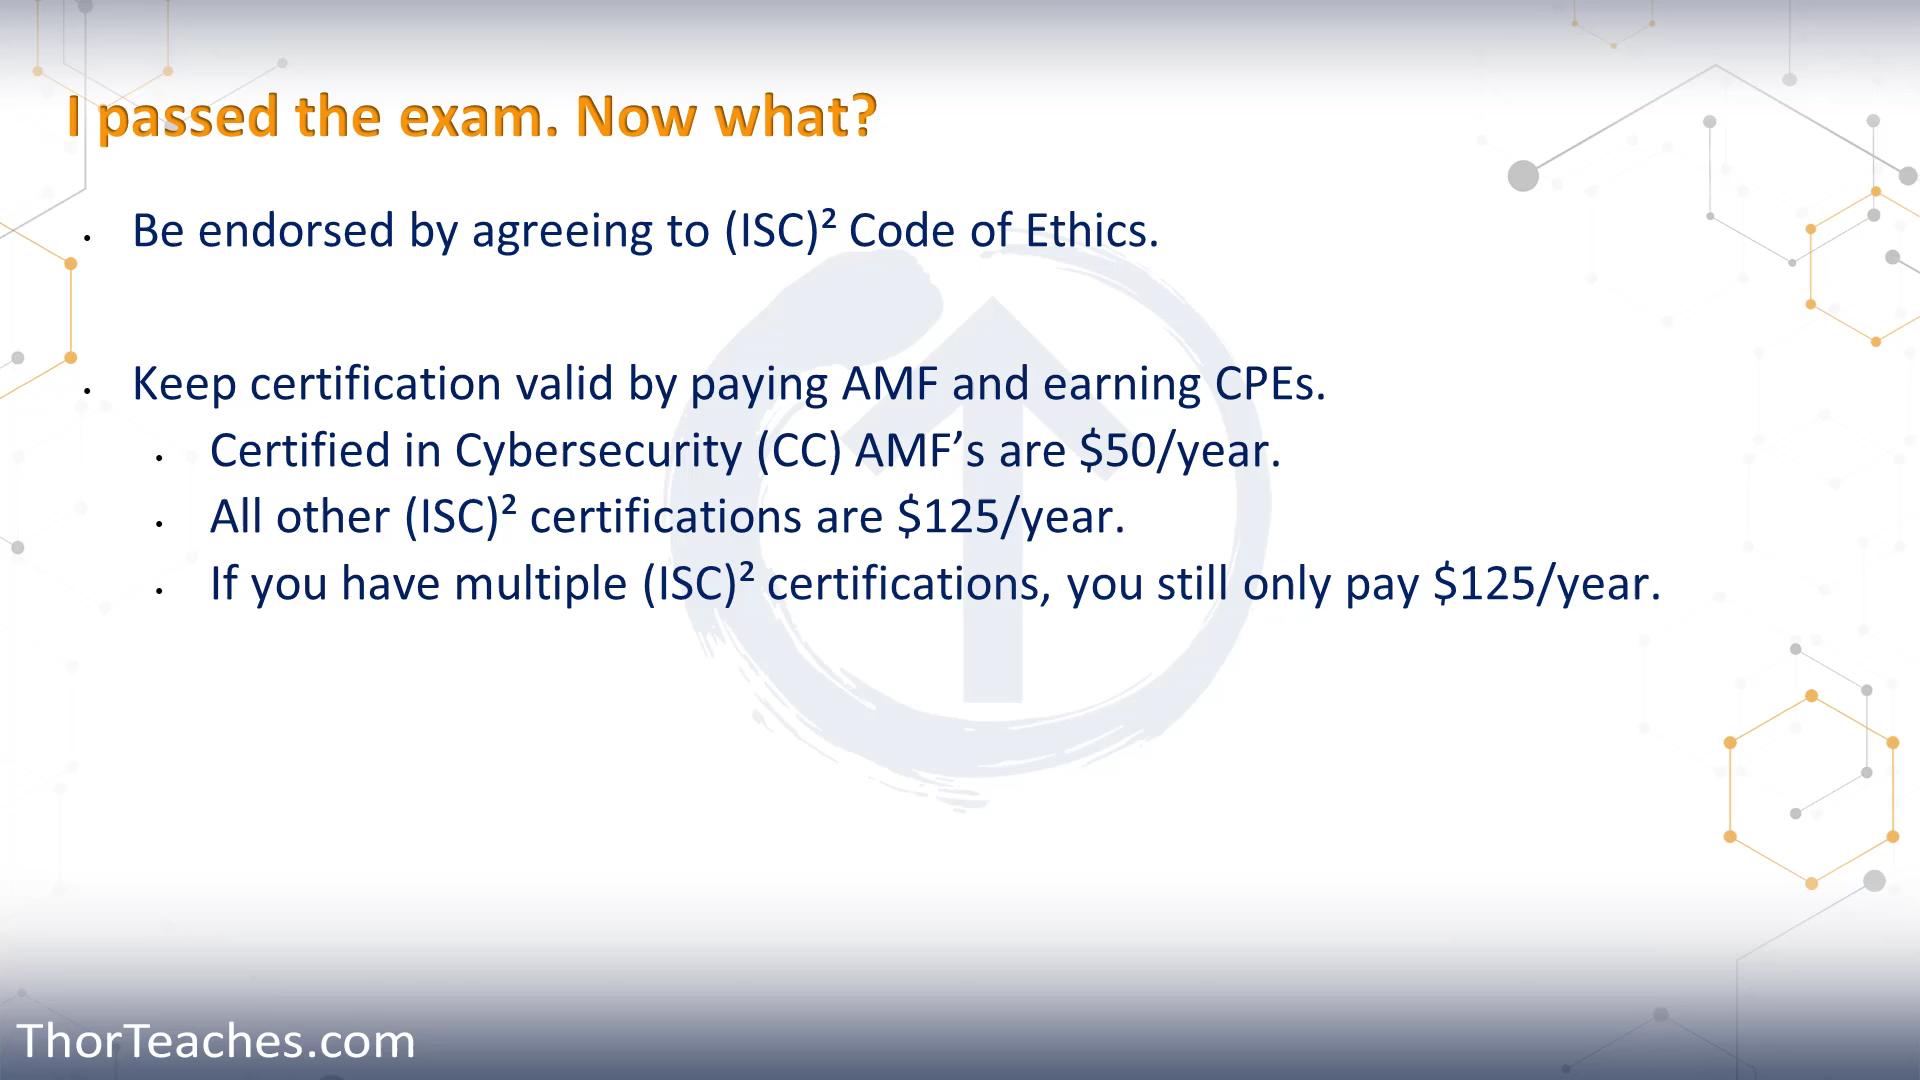 I passed the exam. Now what?
• Be endorsed by agreeing to (ISC)² Code of Ethics.
• Keep certification valid by paying AMF and earning CPEs.
• Certified in Cybersecurity (CC) AMF’s are $50/year.
• All other (ISC)² certifications are $125/year.
• If you have multiple (ISC)² certifications, you still only pay $125/year.
ThorTeaches.com